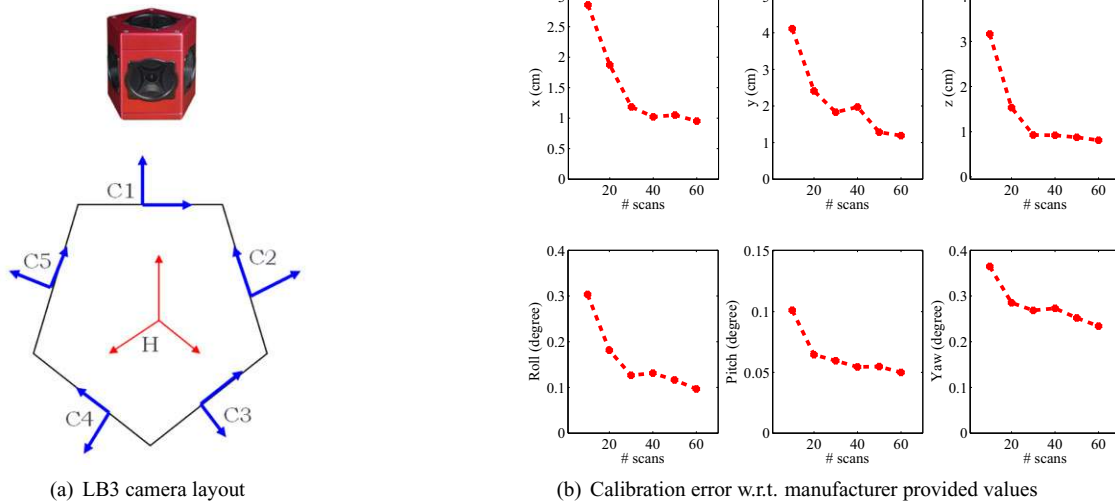 C1
C2
C5
H
C3
C4
(a) LB3 camera layout
x (cm)
2.5
2
1.5
1
0.5
0
20 40 60
# scans
y (cm)
5
4
3
2
1
0
20 40 60
# scans
z (cm)
4
3
2
1
0
20 40 60
# scans
Roll (degree)
0.4
0.3
0.2
0.1
0
20 40 60
# scans
Pitch (degree)
0.15
0.1
0.05
0
20 40 60
# scans
Yaw (degree)
0.4
0.3
0.2
0.1
0
20 40 60
# scans
(b) Calibration error w.r.t. manufacturer provided values